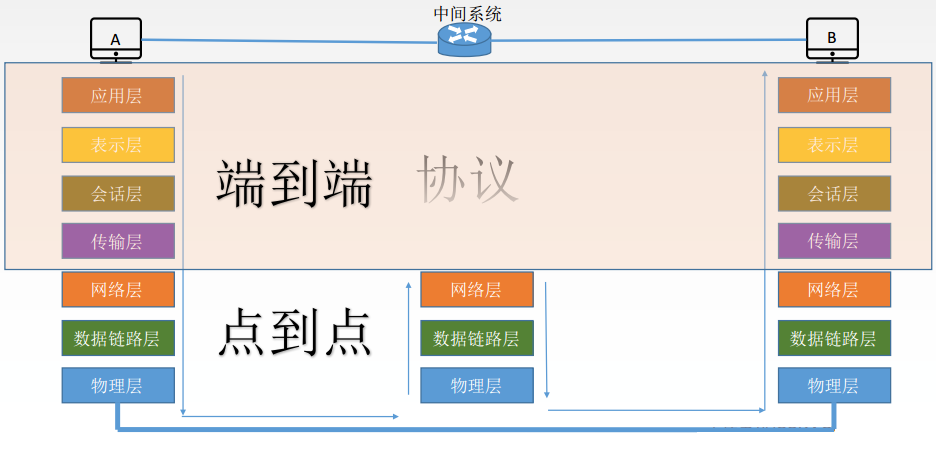 中间系统
A
B
应用层
应用层
表示层
表示层
端到端
协议
会话层
会话层
传输层
传输层
网络层
网络层
网络层
点到点
数据链路层
数据链路层
数据链路层
物理层
物理层
物理层